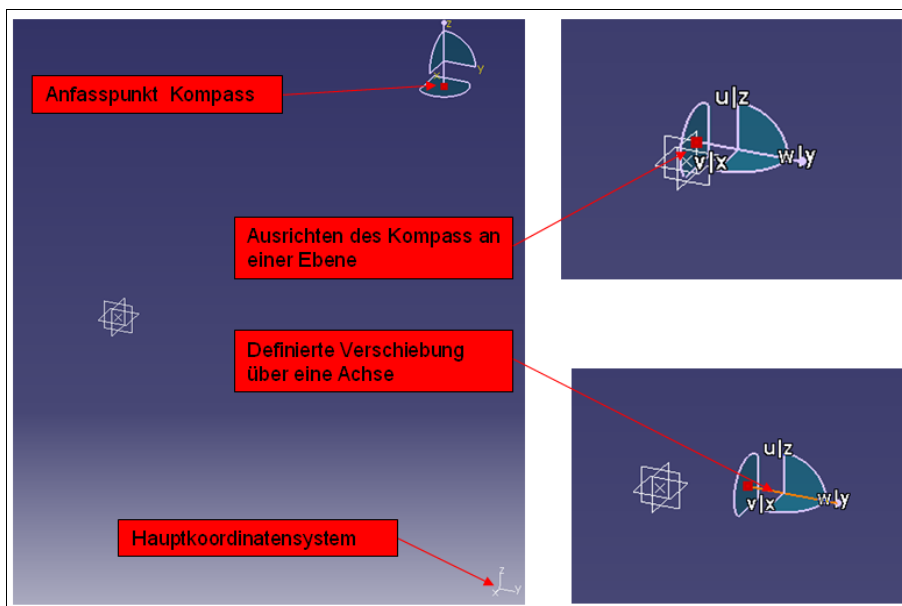 z
y
x
Anfasspunkt Kompass
u|z
v|x
w|y
Ausrichten des Kompass an
einer Ebene
Definierte Verschiebung
über eine Achse
u|z
v|x
w|y
Hauptkoordinatensystem
z
x
y